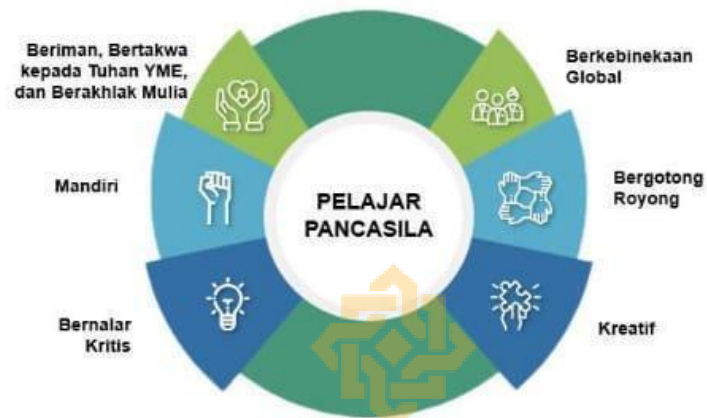 Beriman, Bertakwa
kepada Tuhan YME,
dan Berakhlak Mulia
Berkebinekaan
Global
Mandiri
PELAJAR
PANCASILA
Bergotong
Royong
Bernalar
Kritis
Kreatif